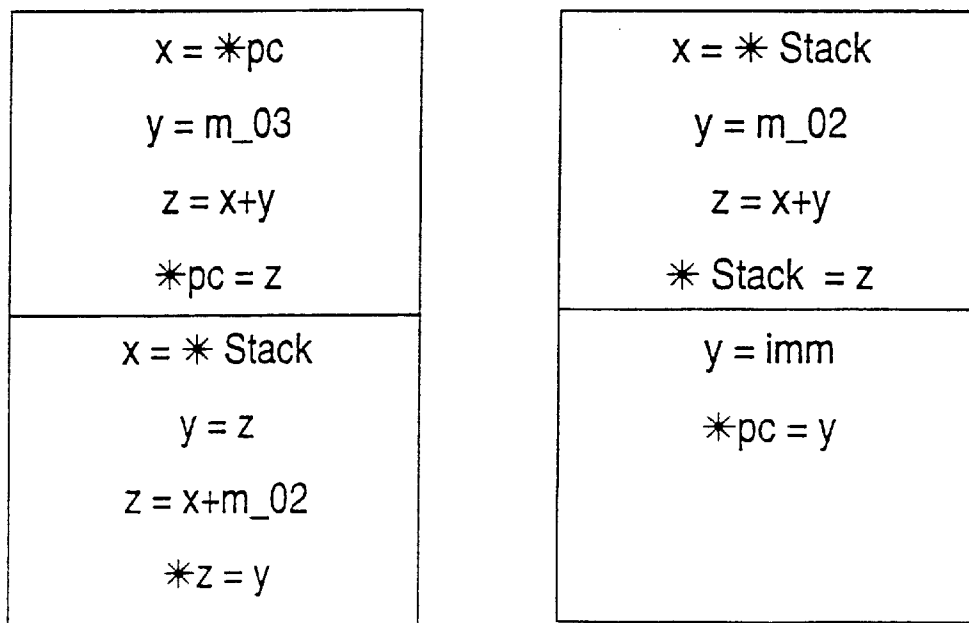 x = *pc
y = m_03
z = x+y
*pc = z
x = * Stack
y = z
z = x+m_02
*z = y
x = * Stack
y = m_02
z = x+y
* Stack = z
y = imm
*pc = y